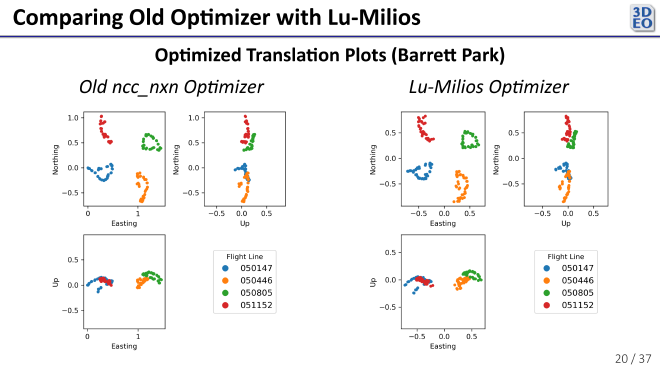 Comparing Old Optimizer with Lu-Milios
3D
EO
Optimized Translation Plots (Barrett Park)
Old ncc_nxn Optimizer
Lu-Milios Optimizer
1.0
0.5
0.0
−0.5
Northing
0
1
Easting
1.0
0.5
0.0
−0.5
Northing
−0.5
0.0
0.5
Up
0.5
0.0
−0.5
Northing
−0.5
0.0
0.5
Easting
0.5
0.0
−0.5
Northing
−0.5
0.0
0.5
Up
0.5
0.0
−0.5
Up
0
1
Easting
Flight Line
050147
050446
050805
051152
0.5
0.0
−0.5
Up
−0.5
0.0
0.5
Easting
Flight Line
050147
050446
050805
051152
20 / 37